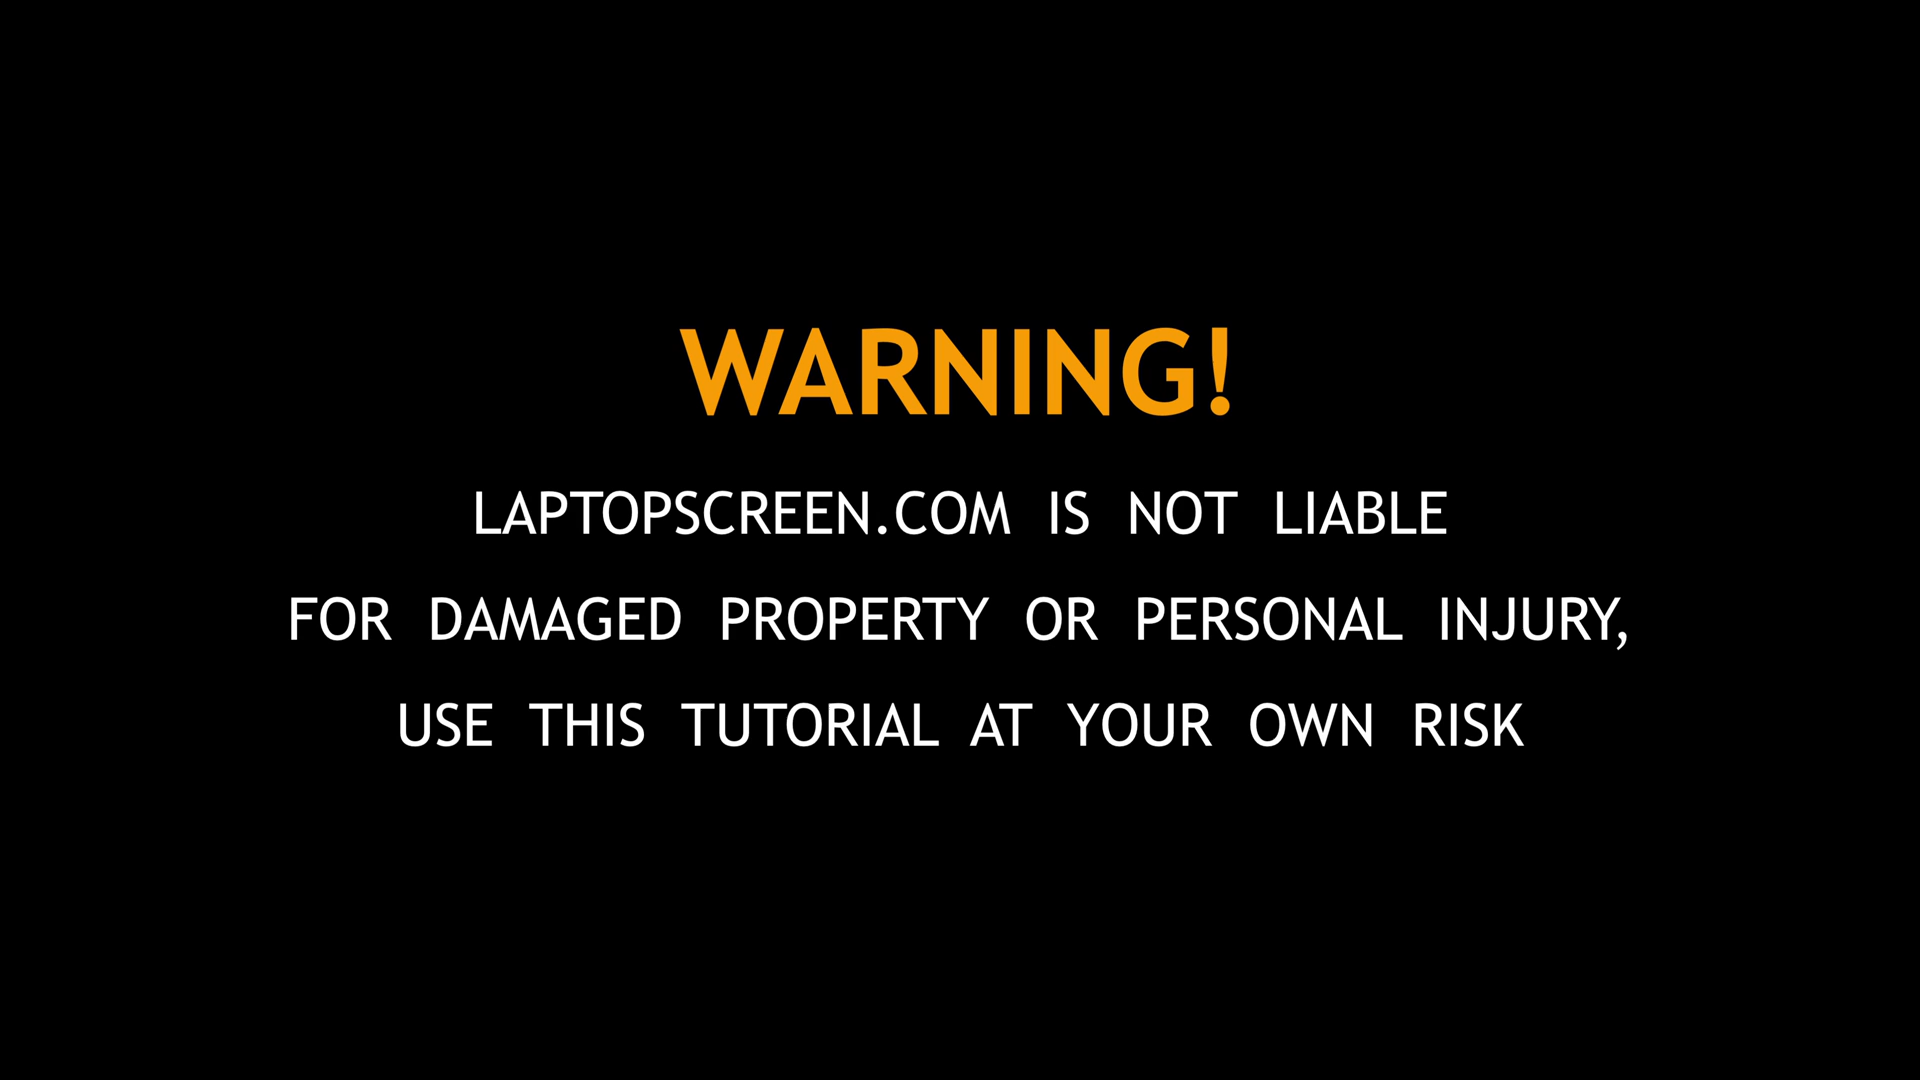 WARNING!
LAPTOPSCREEN.COM IS NOT LIABLE
FOR DAMAGED PROPERTY OR PERSONAL INJURY,
USE THIS TUTORIAL AT YOUR OWN RISK